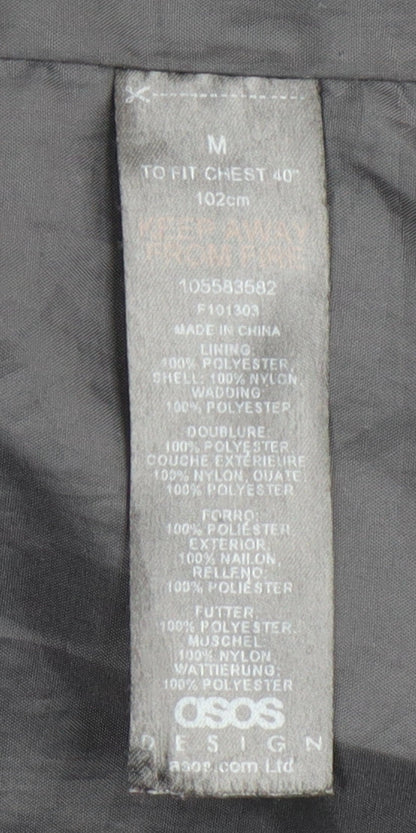 M
TO FIT CHEST 40"
102cm
KEEP AWAY
FROM FIRE
105583582
F101303
MADE IN CHINA
LINING:
100% POLYESTER,
SHELL: 100% NYLON,
WADDING:
100% POLYESTER
DOUBLURE:
100% POLYESTER,
COUCHE EXTÉRIEURE:
100% NYLON, OUATE:
100% POLYESTER
FORRO:
100% POLIÉSTER,
EXTERIOR:
100% NAILON,
RELLENO:
100% POLIÉSTER
FUTTER:
100% POLYESTER,
MUSCHEL:
100% NYLON,
WATTIERUNG:
100% POLYESTER
asos
DESIGN
asos.com Ltd